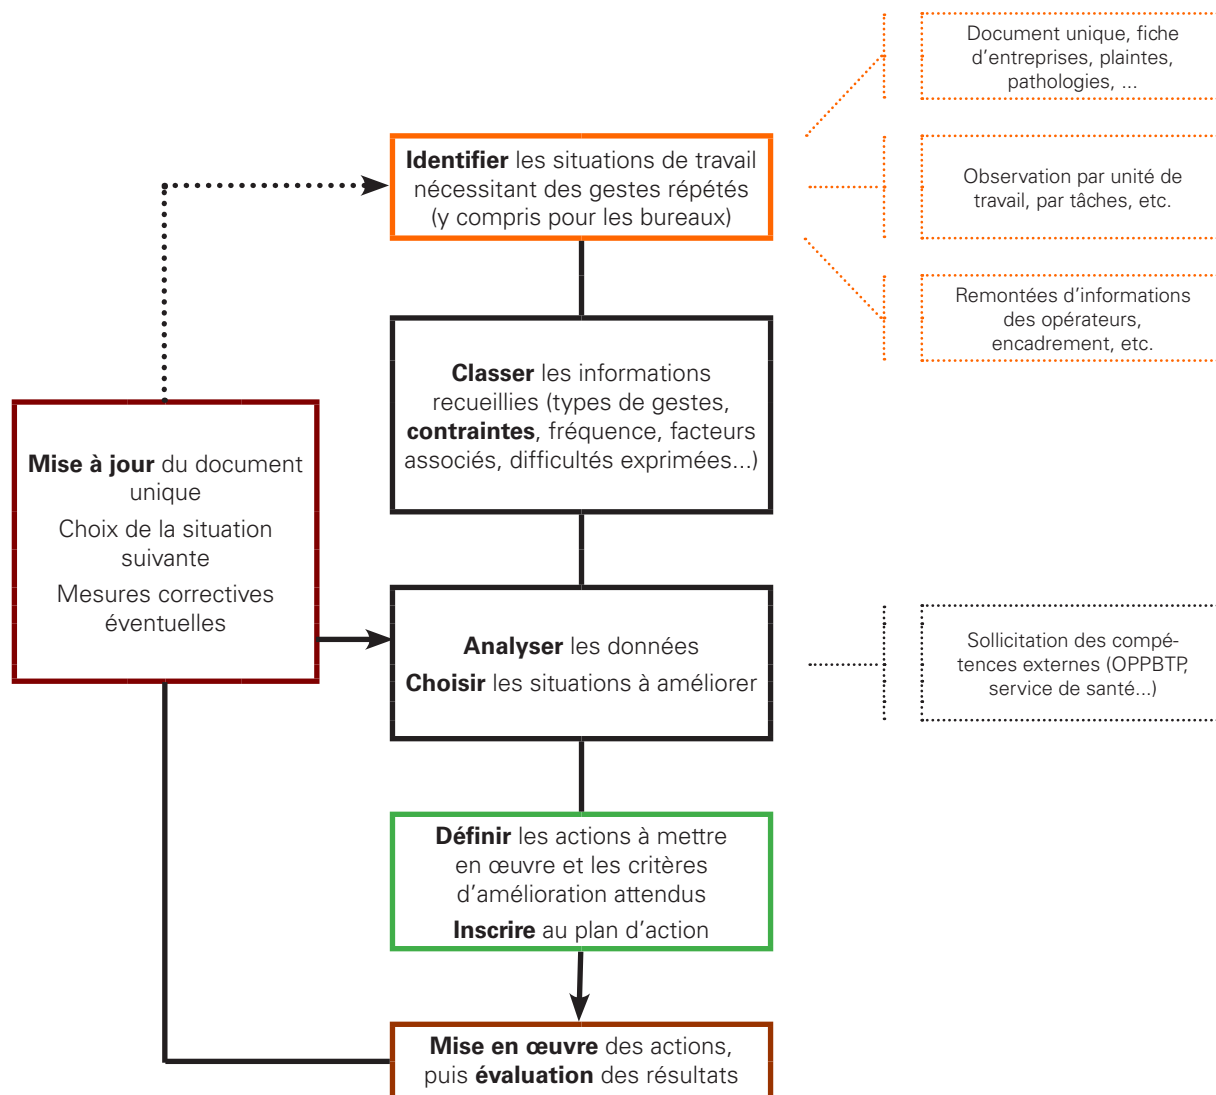 Document unique, fiche
d'entreprises, plaintes,
pathologies, ...
Identifier les situations de travail
nécessitant des gestes répétés
(y compris pour les bureaux)
Observation par unité de
travail, par tâches, etc.
Remontées d'informations
des opérateurs,
encadrement, etc.
Classer les informations
recueillies (types de gestes,
contraintes, fréquence, facteurs
associés, difficultés exprimées...)
Mise à jour du document
unique
Choix de la situation
suivante
Mesures correctives
éventuelles
Analyser les données
Choisir les situations à améliorer
Sollicitation des compé-
tences externes (OPPBTP,
service de santé...)
Définir les actions à mettre
en œuvre et les critères
d'amélioration attendus
Inscrire au plan d'action
Mise en œuvre des actions,
puis évaluation des résultats